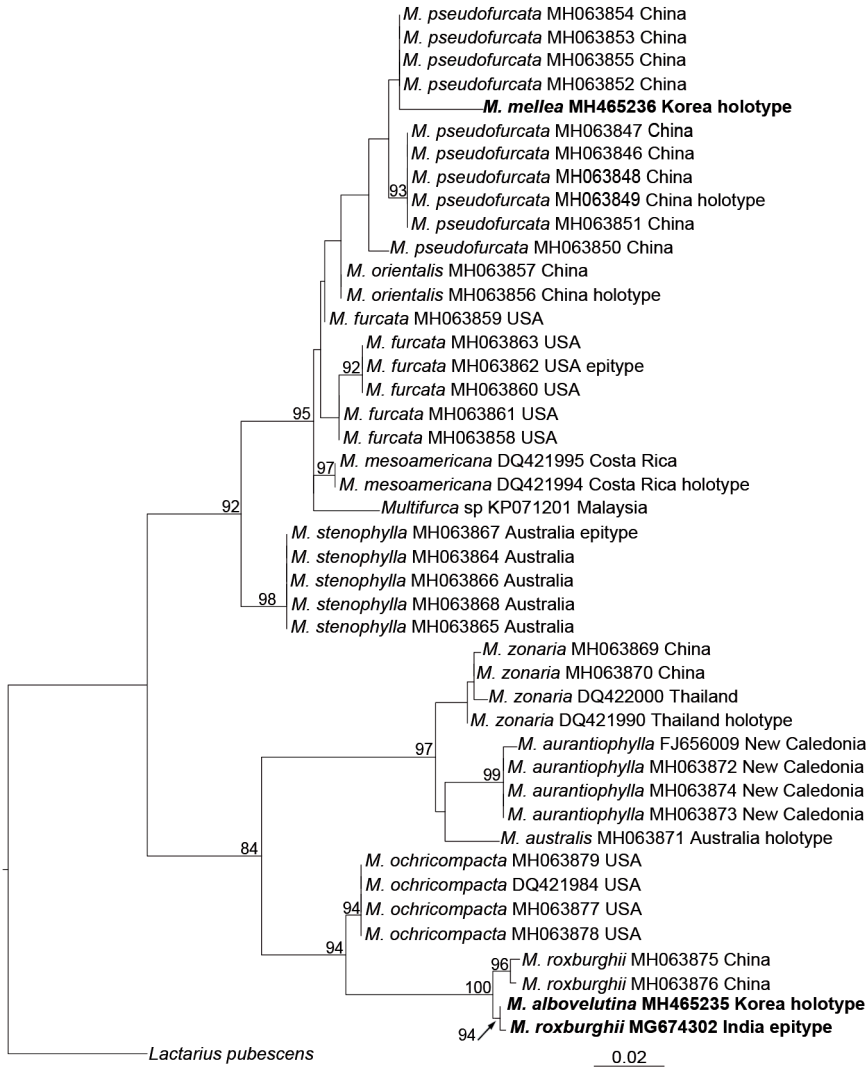 M. pseudofurcata MH063854 China
M. pseudofurcata MH063853 China
M. pseudofurcata MH063855 China
M. pseudofurcata MH063852 China
M. mellea MH465236 Korea holotype
M. pseudofurcata MH063847 China
M. pseudofurcata MH063846 China
M. pseudofurcata MH063848 China
93
M. pseudofurcata MH063849 China holotype
M. pseudofurcata MH063851 China
M. pseudofurcata MH063850 China
M. orientalis MH063857 China
M. orientalis MH063856 China holotype
M. furcata MH063859 USA
M. furcata MH063863 USA
92
M. furcata MH063862 USA epitype
M. furcata MH063860 USA
95
M. furcata MH063861 USA
M. furcata MH063858 USA
M. mesoamericana DQ421995 Costa Rica
97
M. mesoamericana DQ421994 Costa Rica holotype
92
Multifurca sp KP071201 Malaysia
M. stenophylla MH063867 Australia epitype
M. stenophylla MH063864 Australia
M. stenophylla MH063866 Australia
98
M. stenophylla MH063868 Australia
M. stenophylla MH063865 Australia
M. zonaria MH063869 China
M. zonaria MH063870 China
M. zonaria DQ422000 Thailand
M. zonaria DQ421990 Thailand holotype
97
M. aurantiophylla FJ656009 New Caledonia
99
M. aurantiophylla MH063872 New Caledonia
M. aurantiophylla MH063874 New Caledonia
M. aurantiophylla MH063873 New Caledonia
M. australis MH063871 Australia holotype
84
M. ochricompacta MH063879 USA
M. ochricompacta DQ421984 USA
94
M. ochricompacta MH063877 USA
M. ochricompacta MH063878 USA
94
M. roxburghii MH063875 China
96
M. roxburghii MH063876 China
100
M. albovelutina MH465235 Korea holotype
M. roxburghii MG674302 India epitype
94
Lactarius pubescens
0.02